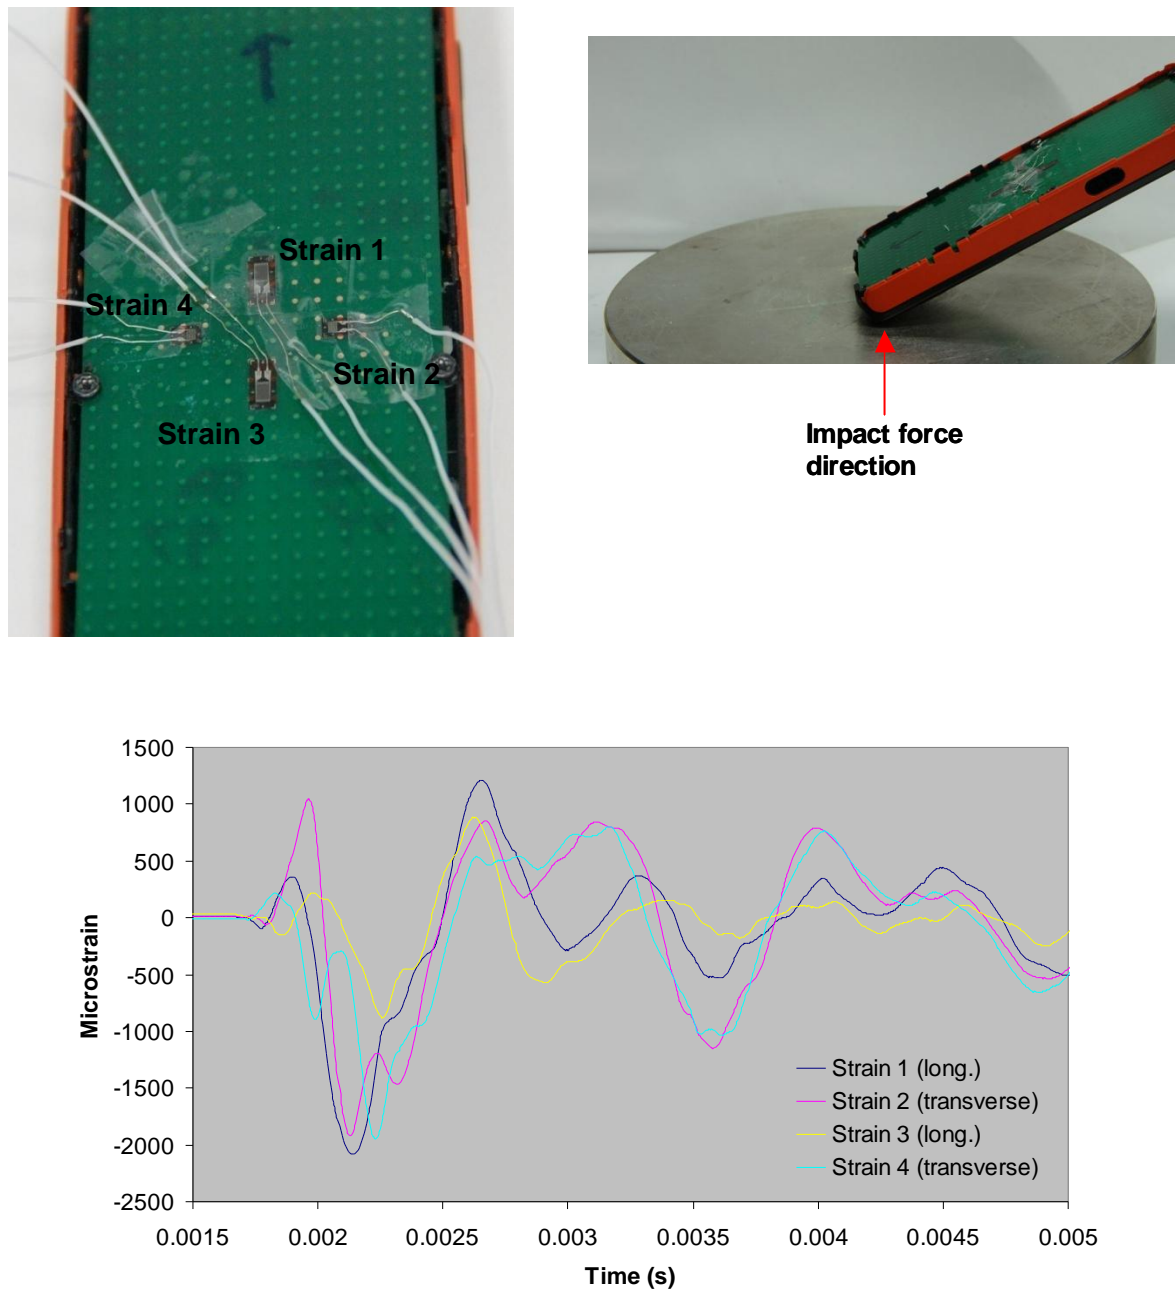 Strain 1
Strain 4
Strain 2
Strain 3
Impact force
direction
1500
1000
500
0
-500
-1000
-1500
-2000
-2500
Microstrain
Strain 1 (long.)
Strain 2 (transverse)
Strain 3 (long.)
Strain 4 (transverse)
0.0015
0.002
0.0025
0.003
0.0035
0.004
0.0045
0.005
Time (s)